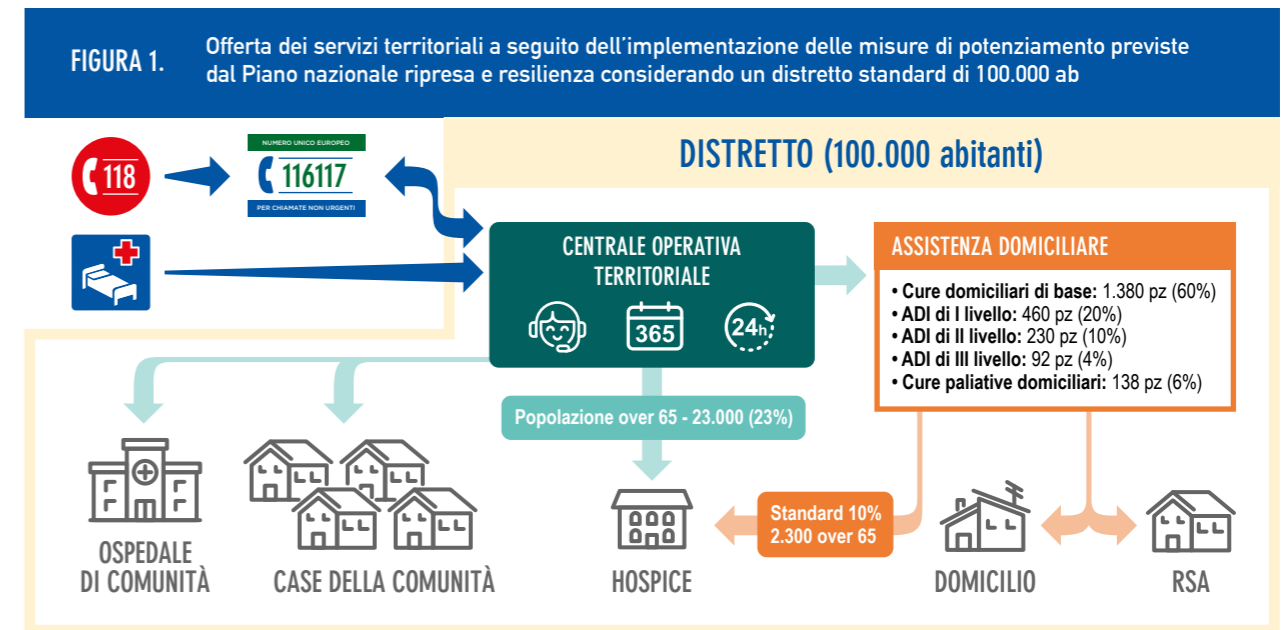 FIGURA 1.
Offerta dei servizi territoriali a seguito dell'implementazione delle misure di potenziamento previste
dal Piano nazionale ripresa e resilienza considerando un distretto standard di 100.000 ab
118
NUMERO UNICO EUROPEO
116117
PER CHIAMATE NON URGENTI
DISTRETTO (100.000 abitanti)
CENTRALE OPERATIVA
TERRITORIALE
365
24h
ASSISTENZA DOMICILIARE
• Cure domiciliari di base: 1.380 pz (60%)
• ADI di I livello: 460 pz (20%)
• ADI di II livello: 230 pz (10%)
• ADI di III livello: 92 pz (4%)
• Cure paliative domiciliari: 138 pz (6%)
Popolazione over 65 - 23.000 (23%)
Standard 10%
2.300 over 65
OSPEDALE
DI COMUNITÀ
CASE DELLA COMUNITÀ
HOSPICE
DOMICILIO
RSA